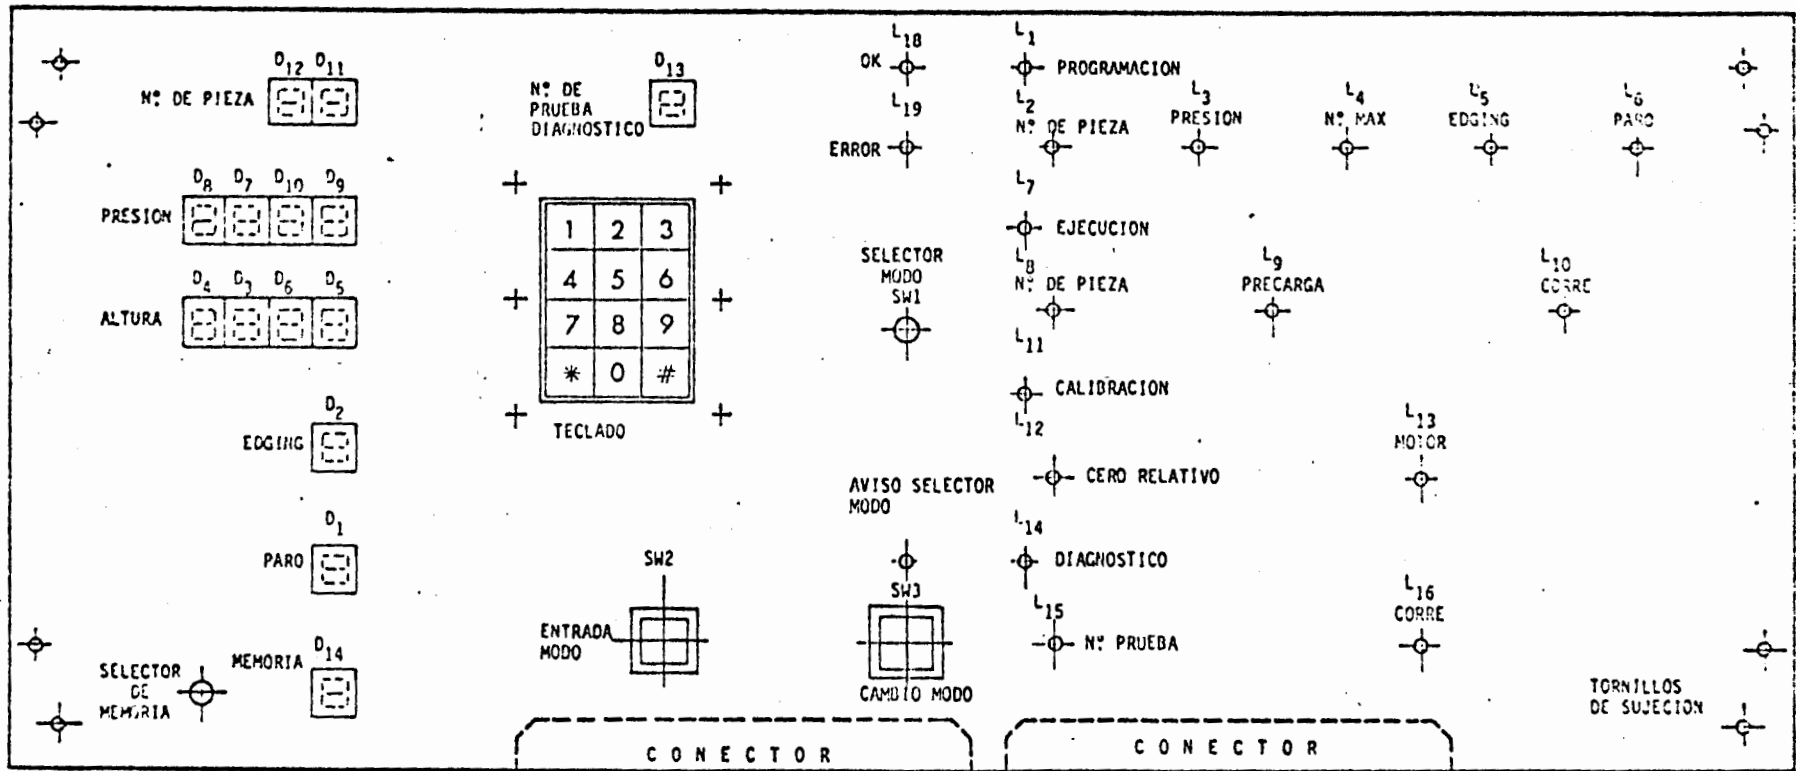 D12 D11
Nº DE PIEZA
D13
Nº DE
PRUEBA
DIAGNOSTICO
L18
OK
L19
ERROR
L1
PROGRAMACION
L2
Nº DE PIEZA
L3
PRESION
L4
Nº MAX
L5
EDGING
L6
PARO
D8 D7 D10 D9
PRESION
D4 D3 D6 D5
ALTURA
1 2 3
4 5 6
7 8 9
* 0 #
TECLADO
SELECTOR
MODO
SW1
L7
EJECUCION
L8
Nº DE PIEZA
L9
PRECARGA
L10
CORRE
L11
CALIBRACION
L12
CERO RELATIVO
L13
MOTOR
D2
EDGING
D1
PARO
AVISO SELECTOR
MODO
L14
DIAGNOSTICO
SW2
ENTRADA
MODO
SW3
CAMBIO MODO
L15
Nº PRUEBA
L16
CORRE
D14
MEMORIA
SELECTOR
DE
MEMORIA
TORNILLOS
DE SUJECION
CONECTOR
CONECTOR